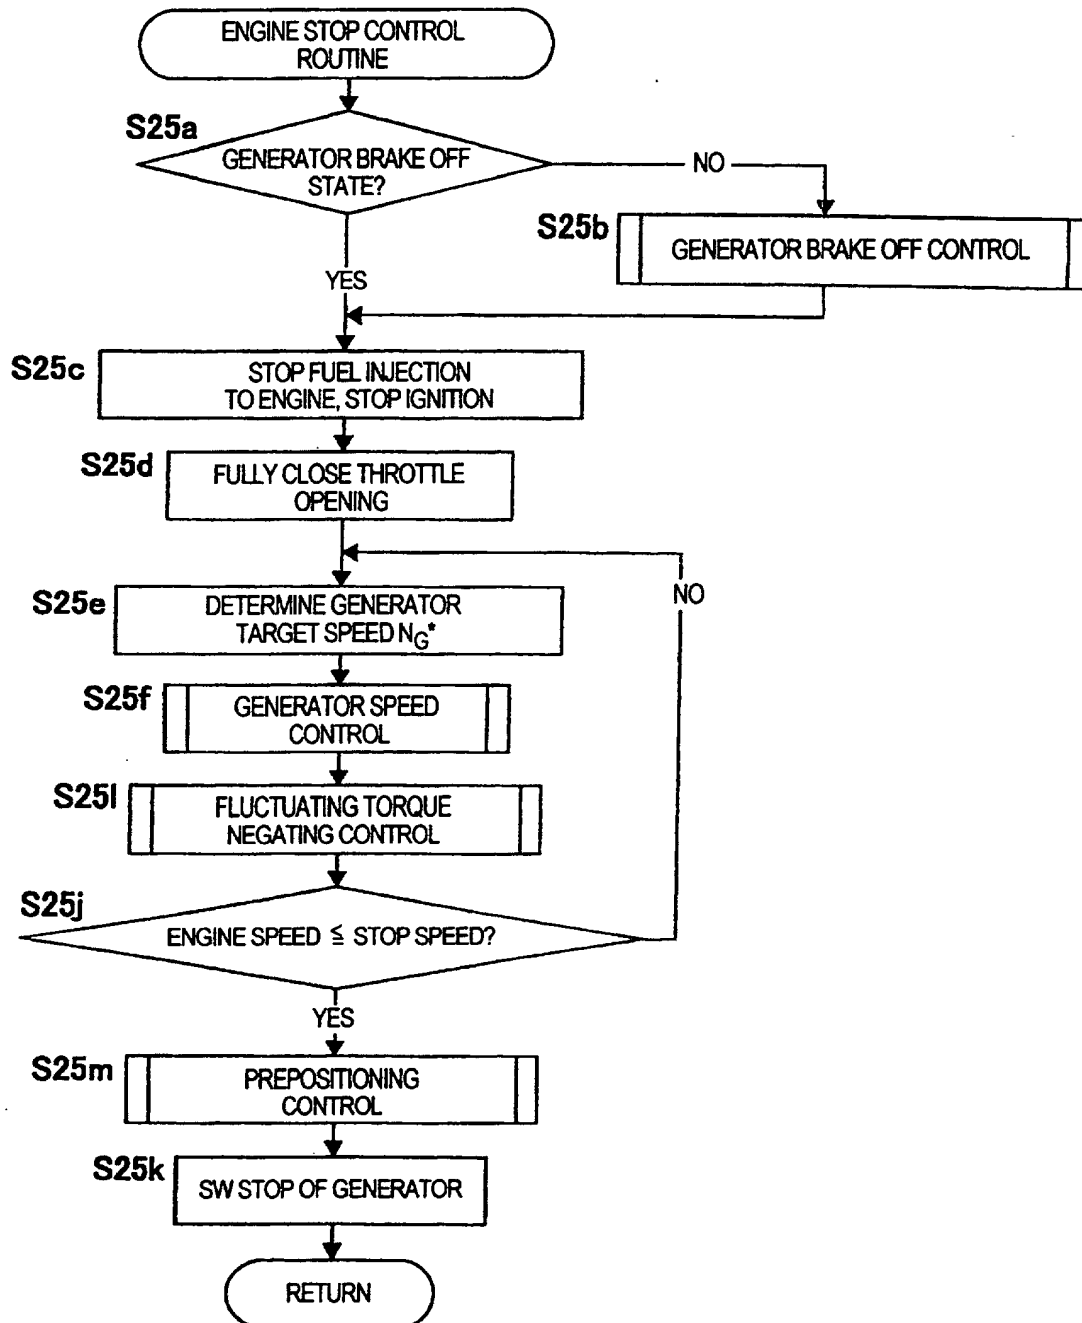 ENGINE STOP CONTROL
ROUTINE
S25a
GENERATOR BRAKE OFF
STATE?
NO
S25b
GENERATOR BRAKE OFF CONTROL
YES
S25c
STOP FUEL INJECTION
TO ENGINE, STOP IGNITION
S25d
FULLY CLOSE THROTTLE
OPENING
NO
S25e
DETERMINE GENERATOR
TARGET SPEED NG*
S25f
GENERATOR SPEED
CONTROL
S25l
FLUCTUATING TORQUE
NEGATING CONTROL
S25j
ENGINE SPEED ≦ STOP SPEED?
YES
S25m
PREPOSITIONING
CONTROL
S25k
SW STOP OF GENERATOR
RETURN